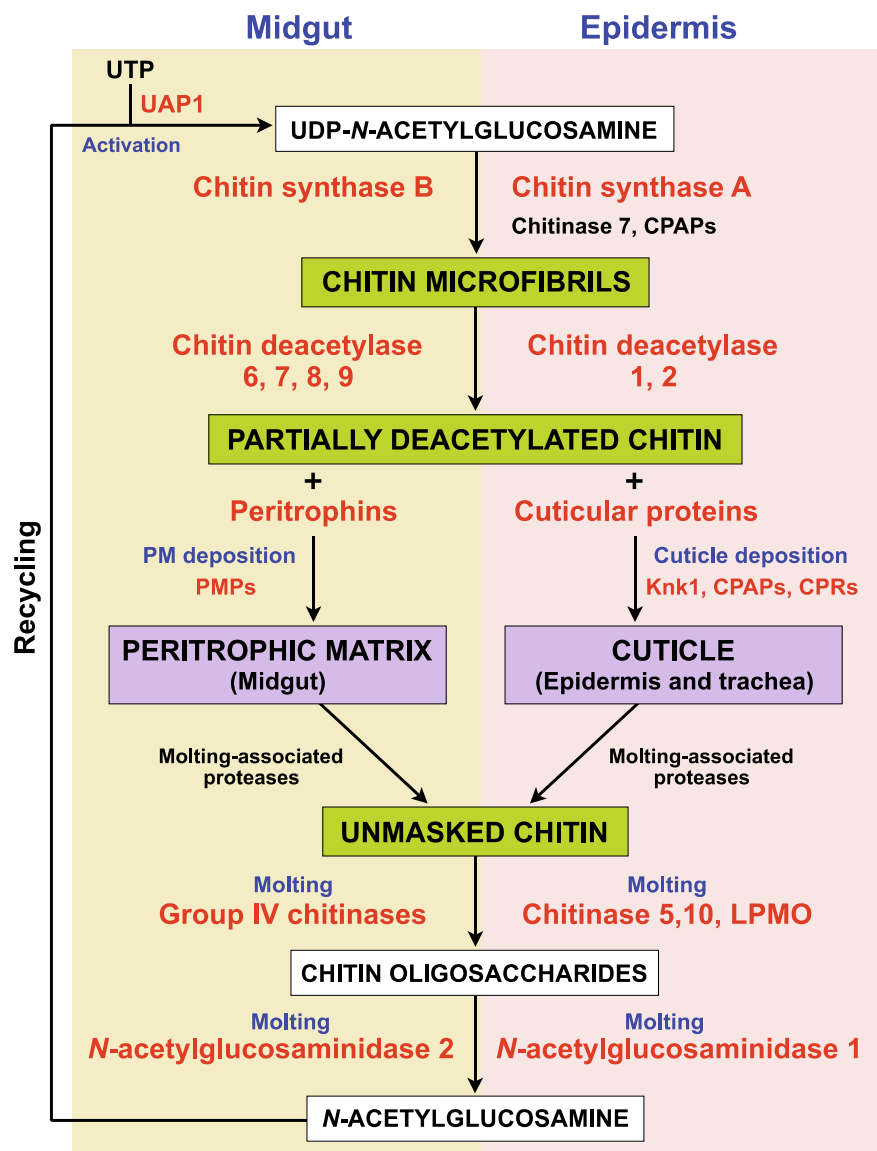 Midgut
Epidermis
UTP
UAP1
Activation
UDP-N-ACETYLGLUCOSAMINE
Chitin synthase B
Chitin synthase A
Chitinase 7, CPAPs
CHITIN MICROFIBRILS
Chitin deacetylase
6, 7, 8, 9
Chitin deacetylase
1, 2
PARTIALLY DEACETYLATED CHITIN
+
+
Peritrophins
Cuticular proteins
PM deposition
PMPs
Cuticle deposition
Knk1, CPAPs, CPRs
Recycling
PERITROPHIC MATRIX
(Midgut)
CUTICLE
(Epidermis and trachea)
Molting-associated
proteases
Molting-associated
proteases
UNMASKED CHITIN
Molting
Group IV chitinases
Molting
Chitinase 5,10, LPMO
CHITIN OLIGOSACCHARIDES
Molting
N-acetylglucosaminidase 2
Molting
N-acetylglucosaminidase 1
N-ACETYLGLUCOSAMINE